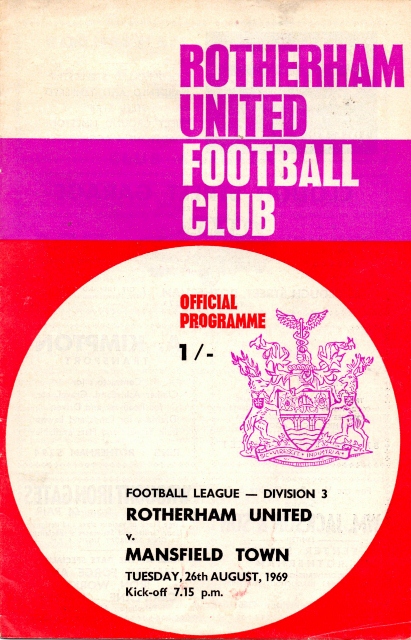 ROTHERHAM
UNITED
FOOTBALL
CLUB
OFFICIAL
PROGRAMME
1/-
INDUSTRIA
FOOTBALL LEAGUE — DIVISION 3
ROTHERHAM UNITED
v.
MANSFIELD TOWN
TUESDAY, 26th AUGUST, 1969
Kick-off 7.15 p.m.